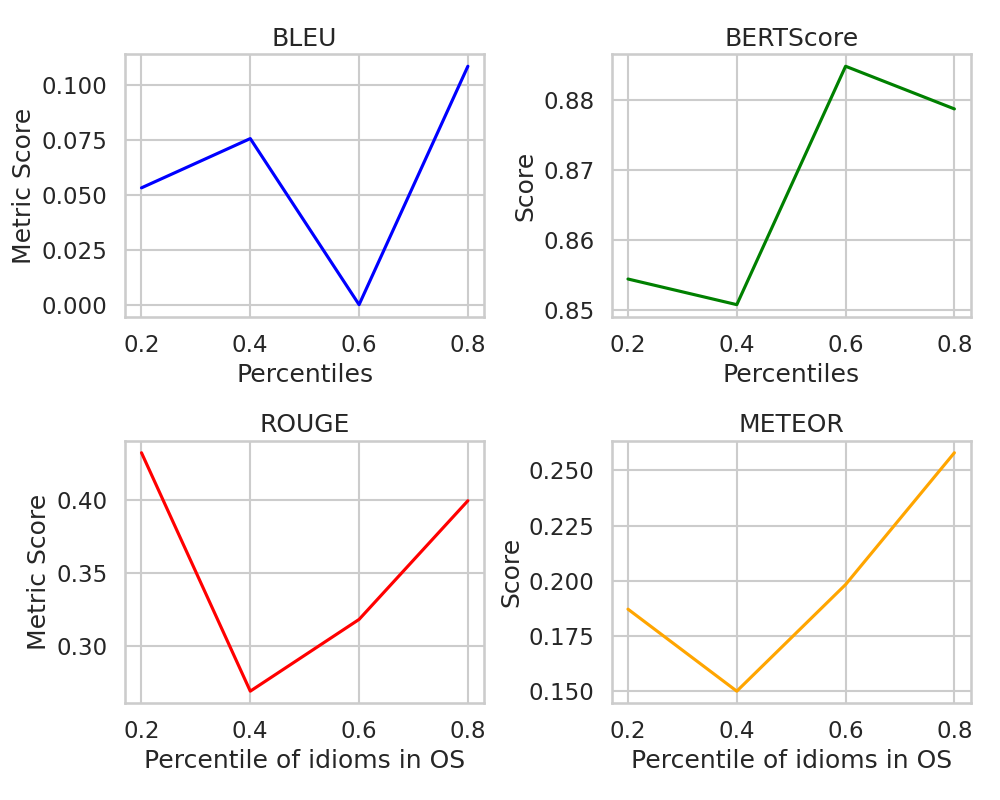 BLEU
Metric Score
0.100
0.075
0.050
0.025
0.000
0.2 0.4 0.6 0.8
Percentiles
BERTScore
Score
0.88
0.87
0.86
0.85
0.2 0.4 0.6 0.8
Percentiles
ROUGE
Metric Score
0.40
0.35
0.30
0.2 0.4 0.6 0.8
Percentile of idioms in OS
METEOR
Score
0.250
0.225
0.200
0.175
0.150
0.2 0.4 0.6 0.8
Percentile of idioms in OS